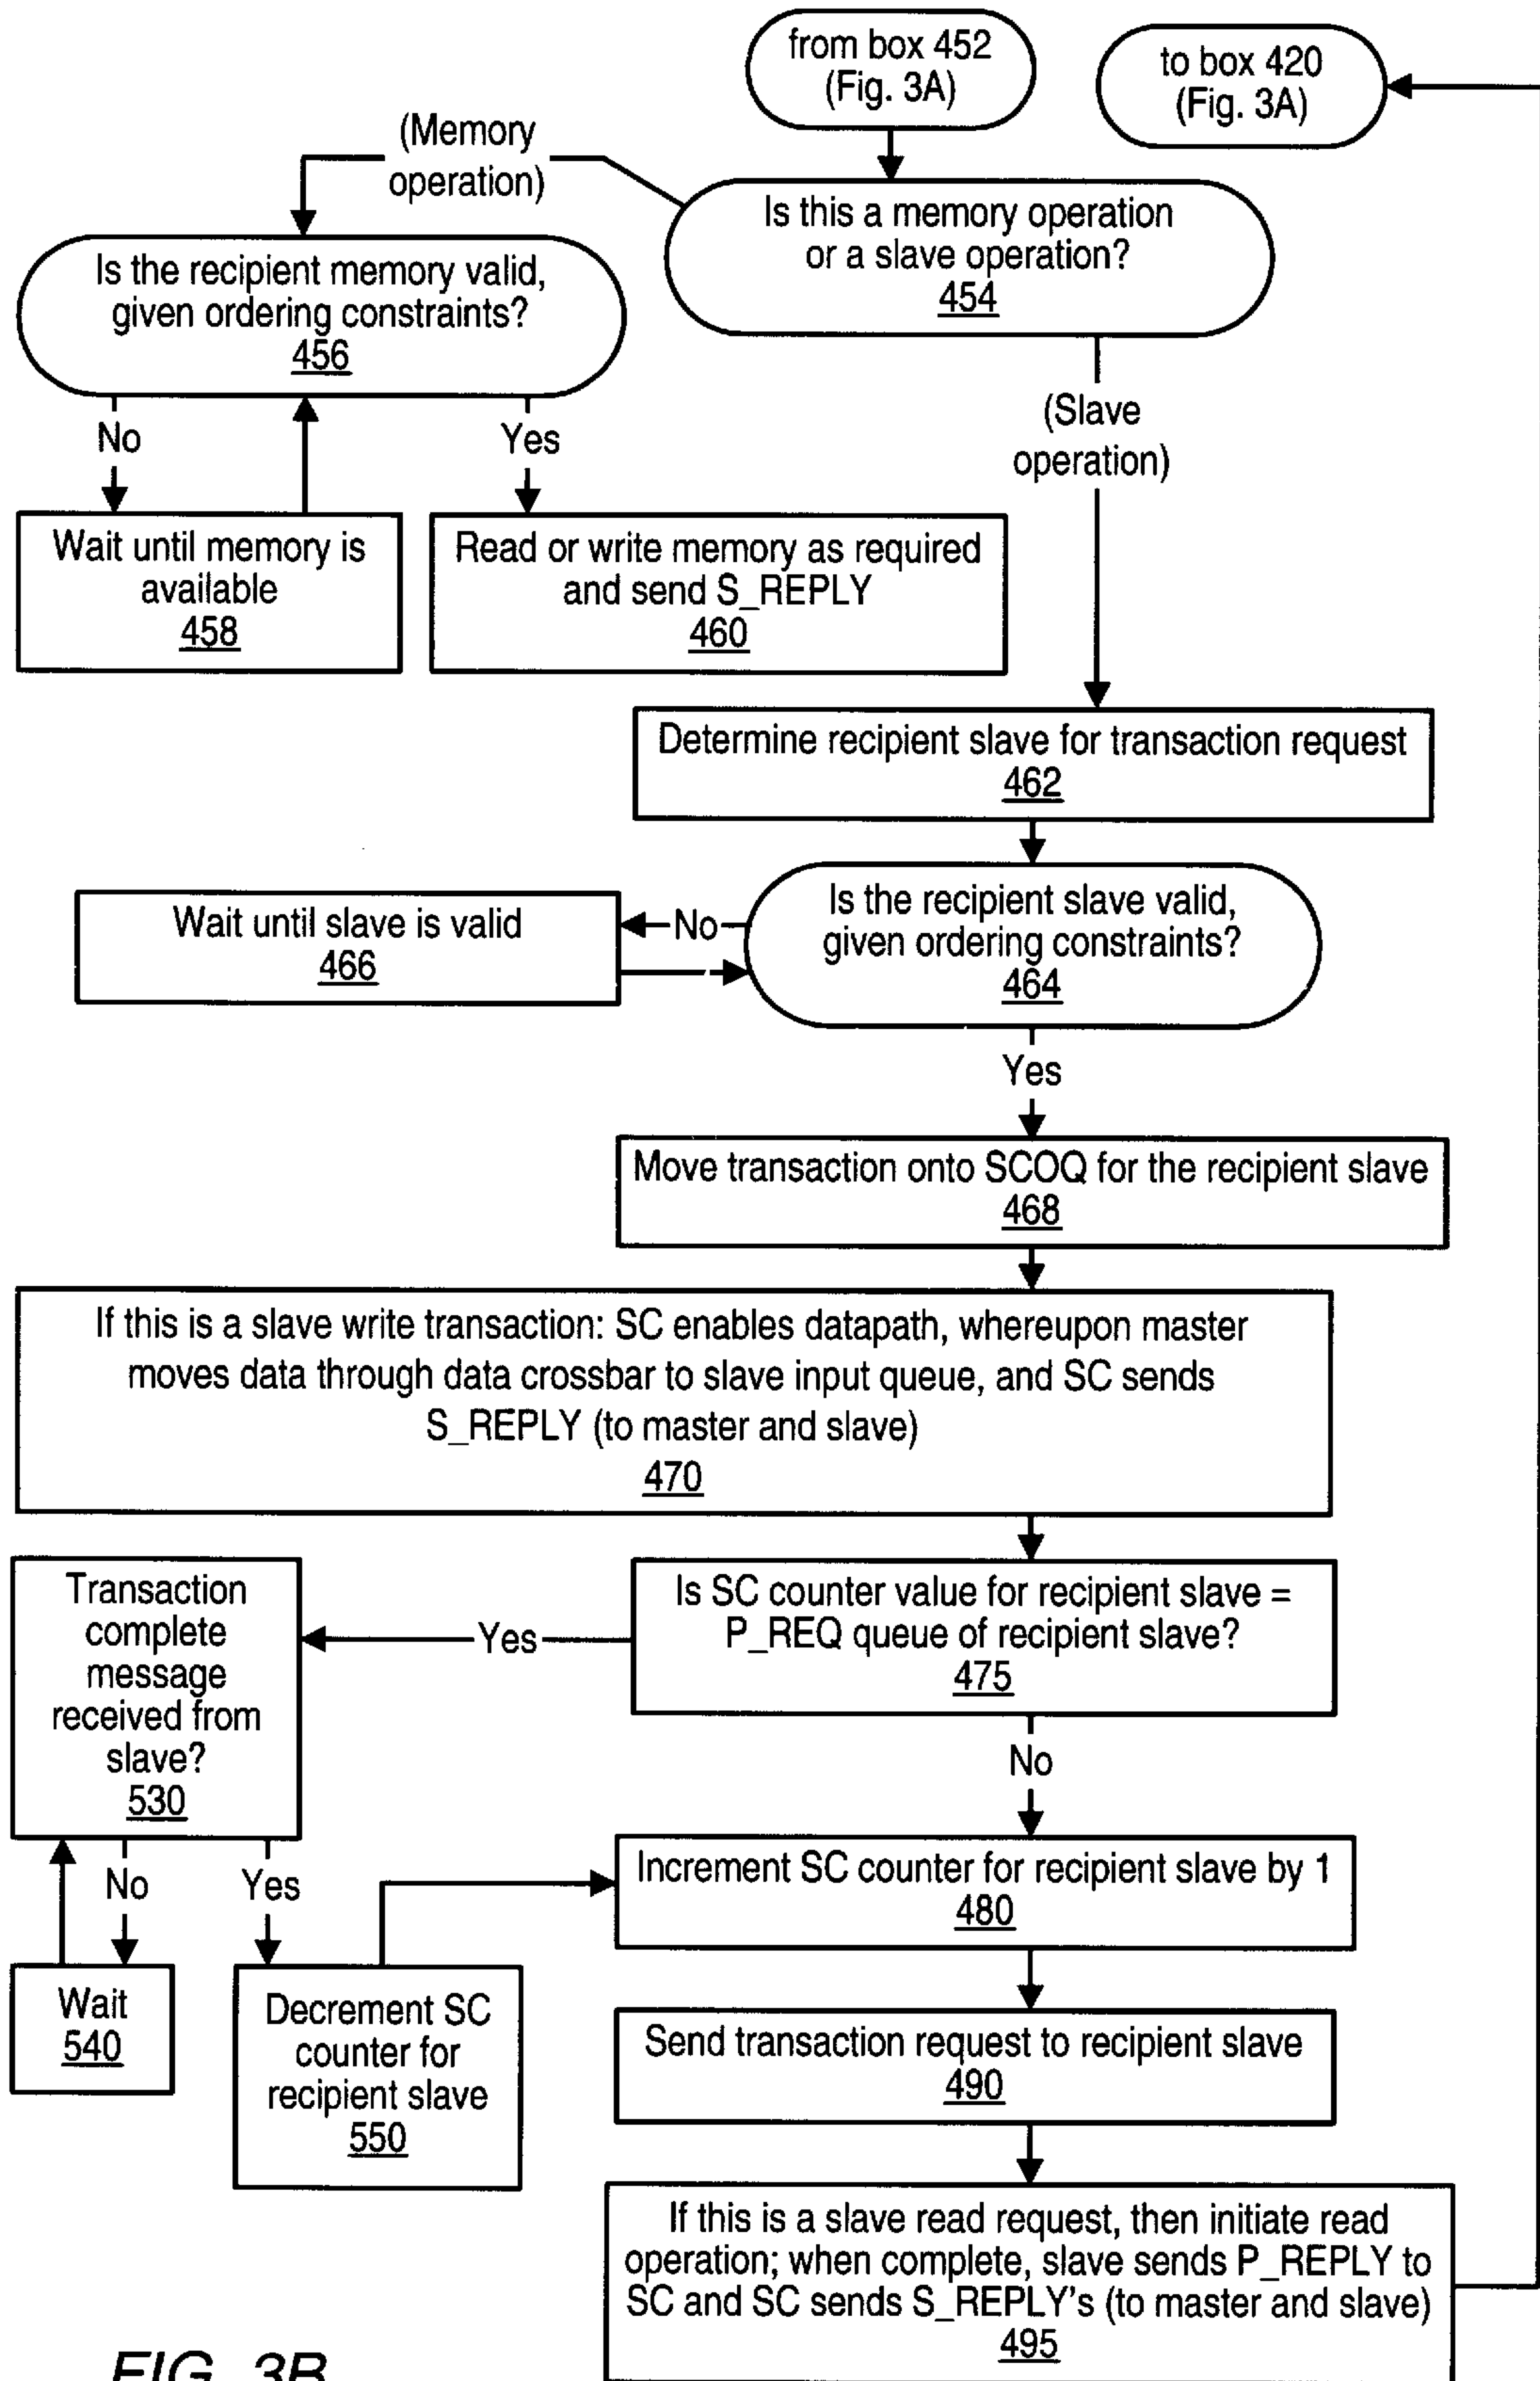 from box 452
(Fig. 3A)
to box 420
(Fig. 3A)
(Memory
operation)
Is this a memory operation
or a slave operation?
454
Is the recipient memory valid,
given ordering constraints?
456
(Slave
operation)
No
Yes
Wait until memory is
available
458
Read or write memory as required
and send S_REPLY
460
Determine recipient slave for transaction request
462
Is the recipient slave valid,
given ordering constraints?
464
No
Wait until slave is valid
466
Yes
Move transaction onto SCOQ for the recipient slave
468
If this is a slave write transaction: SC enables datapath, whereupon master
moves data through data crossbar to slave input queue, and SC sends
S_REPLY (to master and slave)
470
Is SC counter value for recipient slave =
P_REQ queue of recipient slave?
475
Yes
Transaction
complete
message
received from
slave?
530
No
No
Yes
Increment SC counter for recipient slave by 1
480
Wait
540
Decrement SC
counter for
recipient slave
550
Send transaction request to recipient slave
490
If this is a slave read request, then initiate read
operation; when complete, slave sends P_REPLY to
SC and SC sends S_REPLY's (to master and slave)
495
FIG. 3B